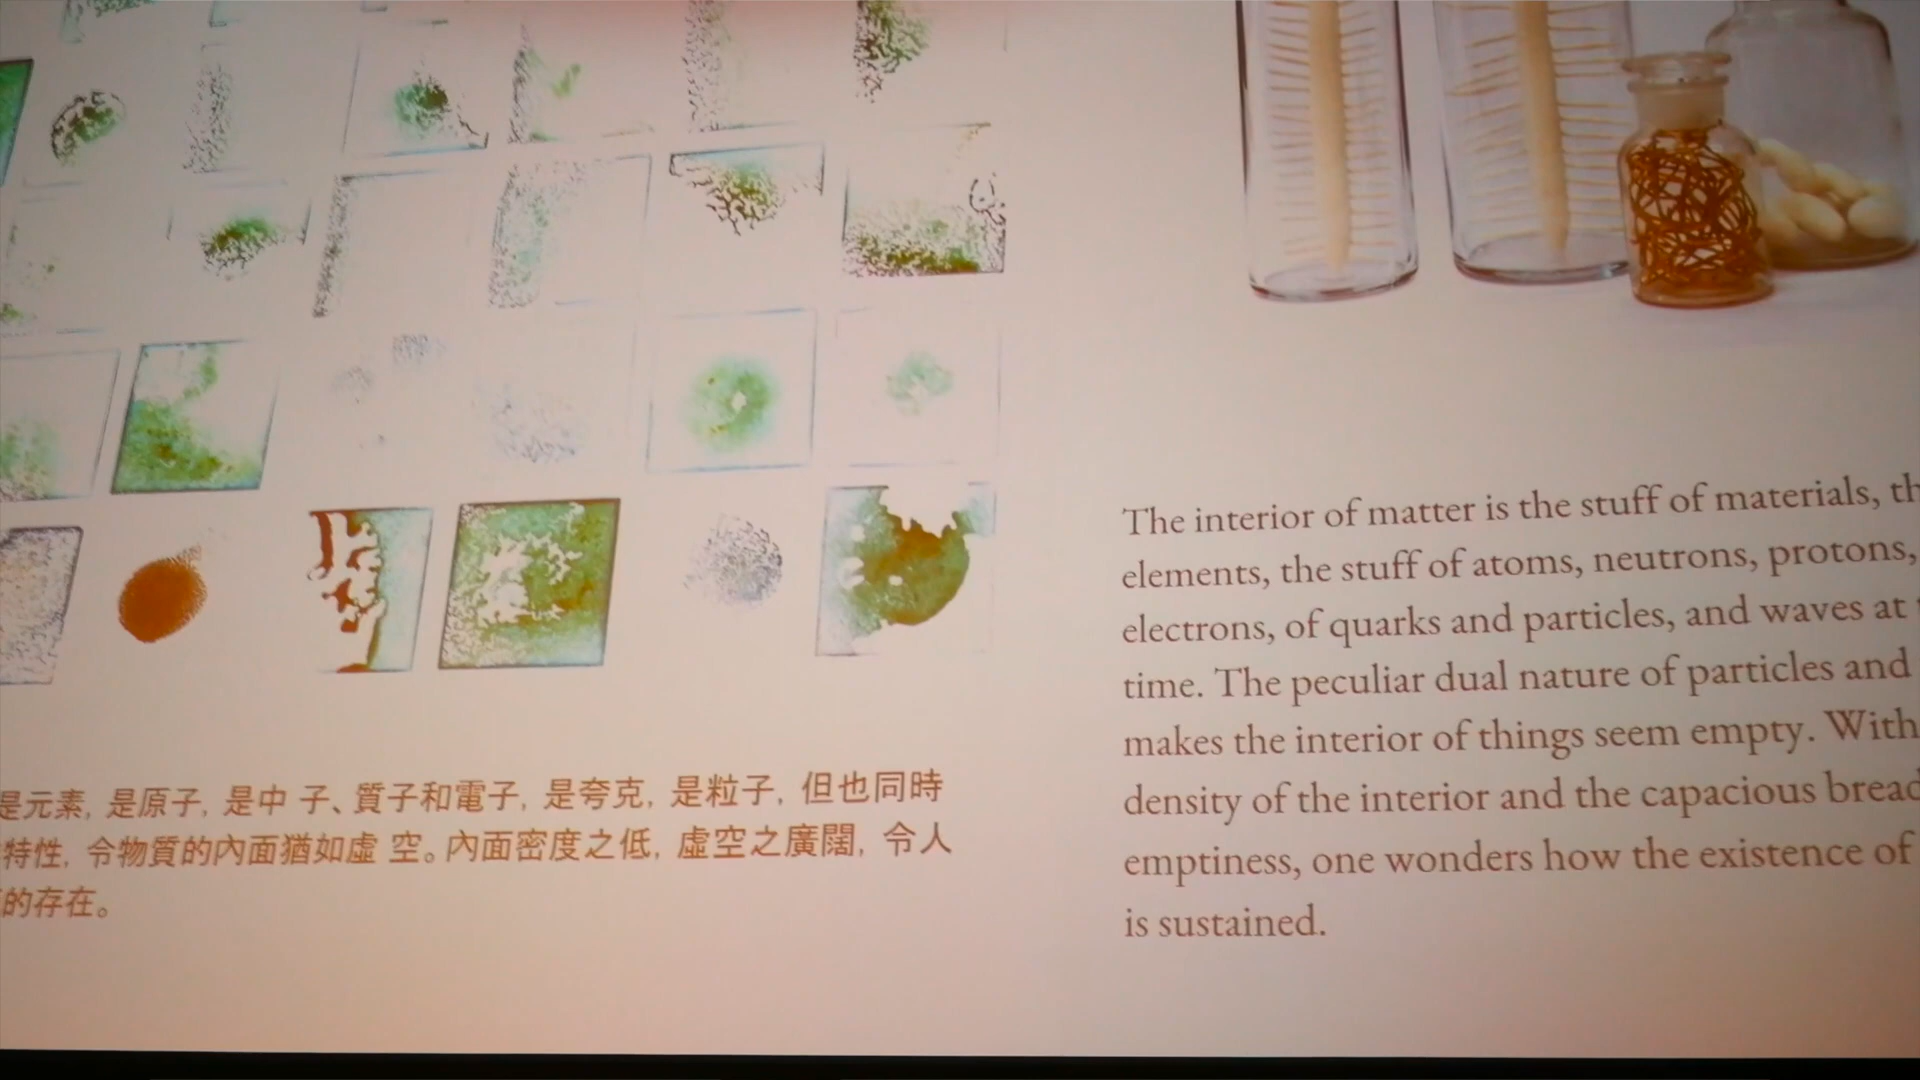 是元素, 是原子, 是中 子、質子和電子, 是夸克, 是粒子, 但也同時
特性, 令物質的內面猶如虛 空。內面密度之低, 虛空之廣闊, 令人
的存在。
The interior of matter is the stuff of materials,
elements, the stuff of atoms, neutrons, protons,
electrons, of quarks and particles, and waves at
time. The peculiar dual nature of particles and
makes the interior of things seem empty. With
density of the interior and the capacious
emptiness, one wonders how the existence of
is sustained.